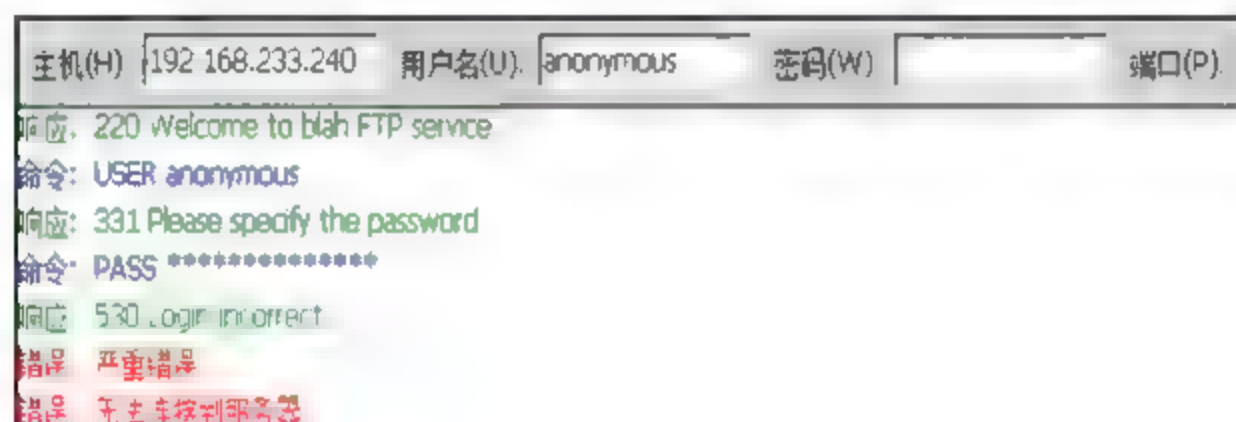 主机(H) 192 168.233.240 用户名(U). anonymous 密码(W) 端口(P).
响应. 220 Welcome to blah FTP service
命令: USER anonymous
响应: 331 Please specify the password
命令: PASS **************
响应 530 Login incorrect
错误 严重错误
错误 无法连接到服务器